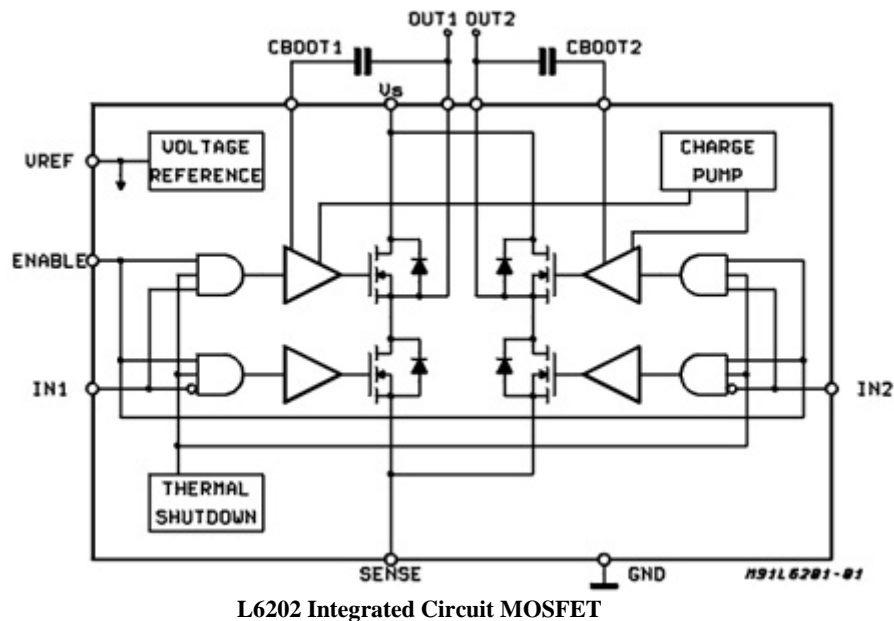 OUT1 OUT2
CBOOT1
CBOOT2
Vs
VREF
VOLTAGE
REFERENCE
CHARGE
PUMP
ENABLE
IN1
IN2
THERMAL
SHUTDOWN
SENSE
GND
M91L6201-01
L6202 Integrated Circuit MOSFET